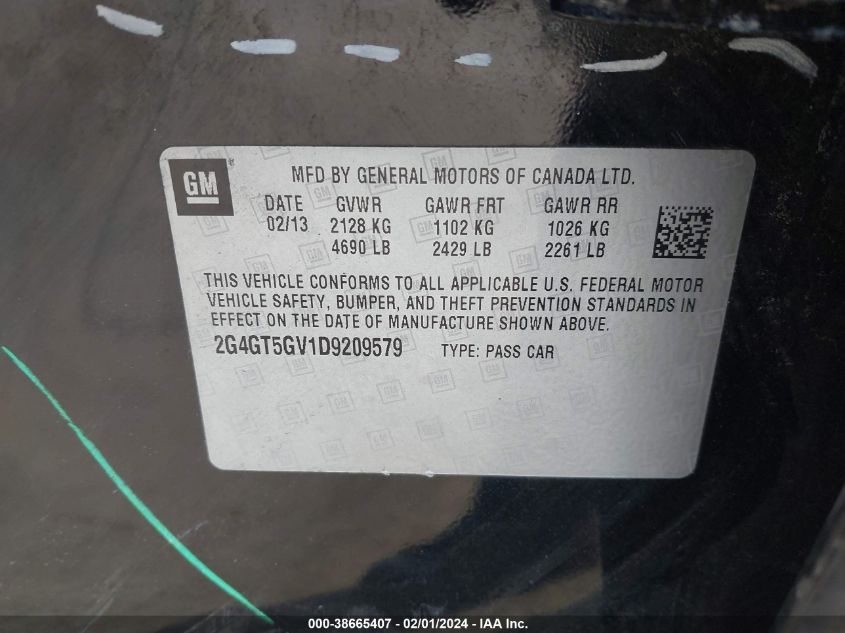 GM
MFD BY GENERAL MOTORS OF CANADA LTD.
DATE GVWR GAWR FRT GAWR RR
02/13 2128 KG 1102 KG 1026 KG
4690 LB 2429 LB 2261 LB
THIS VEHICLE CONFORMS TO ALL APPLICABLE U.S. FEDERAL MOTOR
VEHICLE SAFETY, BUMPER, AND THEFT PREVENTION STANDARDS IN
EFFECT ON THE DATE OF MANUFACTURE SHOWN ABOVE.
2G4GT5GV1D9209579 TYPE: PASS CAR
000-38665407 - 02/01/2024 - IAA Inc.